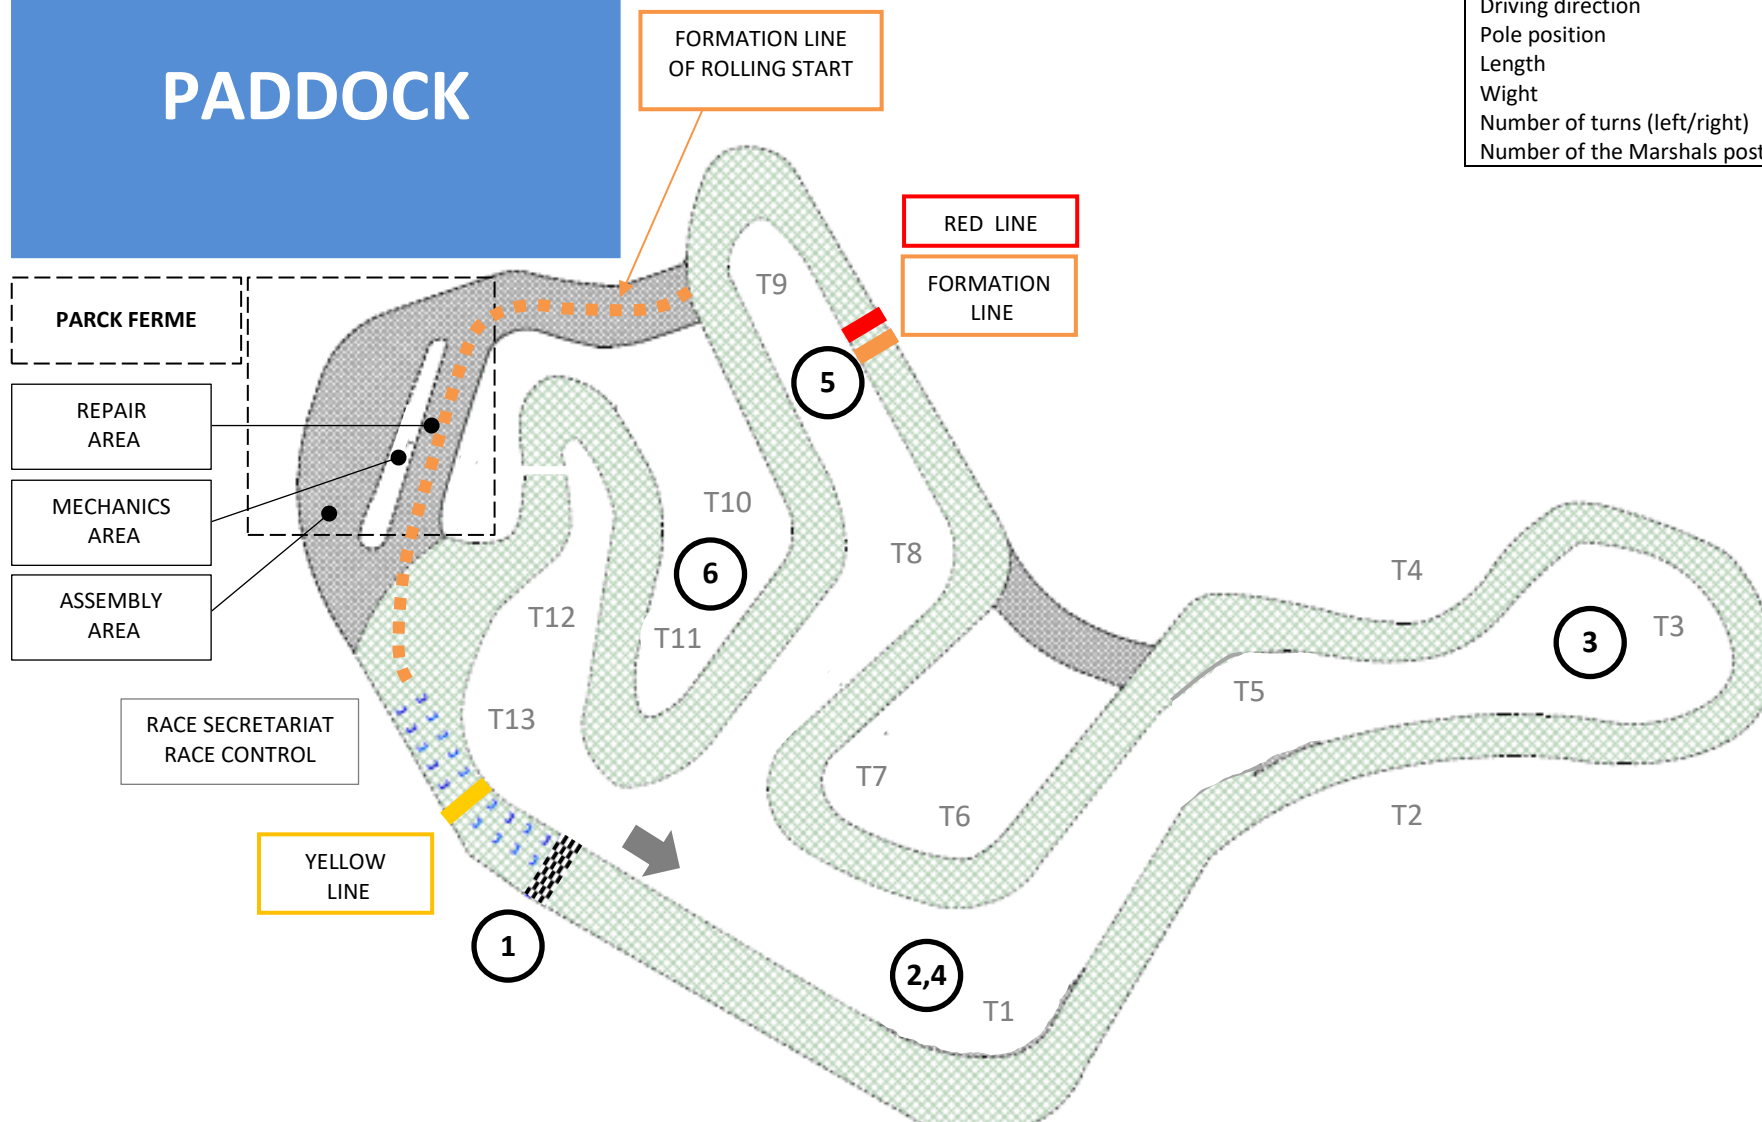 PADDOCK
FORMATION LINE
OF ROLLING START
Driving direction
Pole position
Length
Wight
Number of turns (left/right)
Number of the Marshals post
RED LINE
FORMATION
LINE
T9
PARCK FERME
5
REPAIR
AREA
MECHANICS
AREA
T10
T8
6
ASSEMBLY
AREA
T12
T11
T4
3
T3
T5
T13
RACE SECRETARIAT
RACE CONTROL
T7
T6
T2
YELLOW
LINE
1
2,4
T1